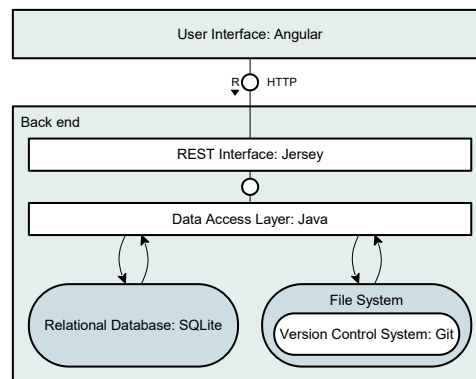 User Interface: Angular
R
HTTP
Back end
REST Interface: Jersey
Data Access Layer: Java
Relational Database: SQLite
File System
Version Control System: Git